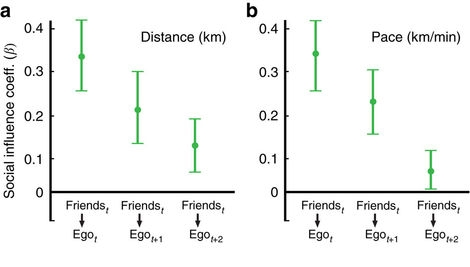 a
Distance (km)
Social influence coeff. (β)
0.4
0.3
0.2
0.1
0
Friendsₜ Friendsₜ Friendsₜ
Egoₜ Egoₜ₊₁ Egoₜ₊₂
b
Pace (km/min)
0.4
0.3
0.2
0.1
0
Friendsₜ Friendsₜ Friendsₜ
Egoₜ Egoₜ₊₁ Egoₜ₊₂